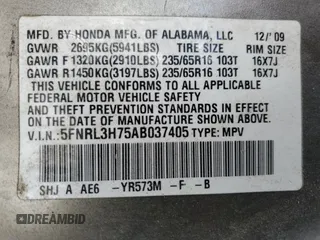 MFD. BY HONDA MFG. OF ALABAMA, LLC 12/'09
GVWR 2695KG(5941LBS) TIRE SIZE RIM SIZE
GAWR F 1320KG(2910LBS) 235/65R16 103T 16X7J
GAWR R 1450KG(3197LBS) 235/65R16 103T 16X7J
THIS VEHICLE CONFORMS TO ALL APPLICABLE
FEDERAL MOTOR VEHICLE SAFETY AND
THEFT PREVENTION STANDARDS IN EFFECT ON
THE DATE OF MANUFACTURE SHOWN ABOVE.
V.I.N.: 5FNRL3H75AB037405 TYPE: MPV
SHJ A AE6 -YR573M -F -B
DREAMBID